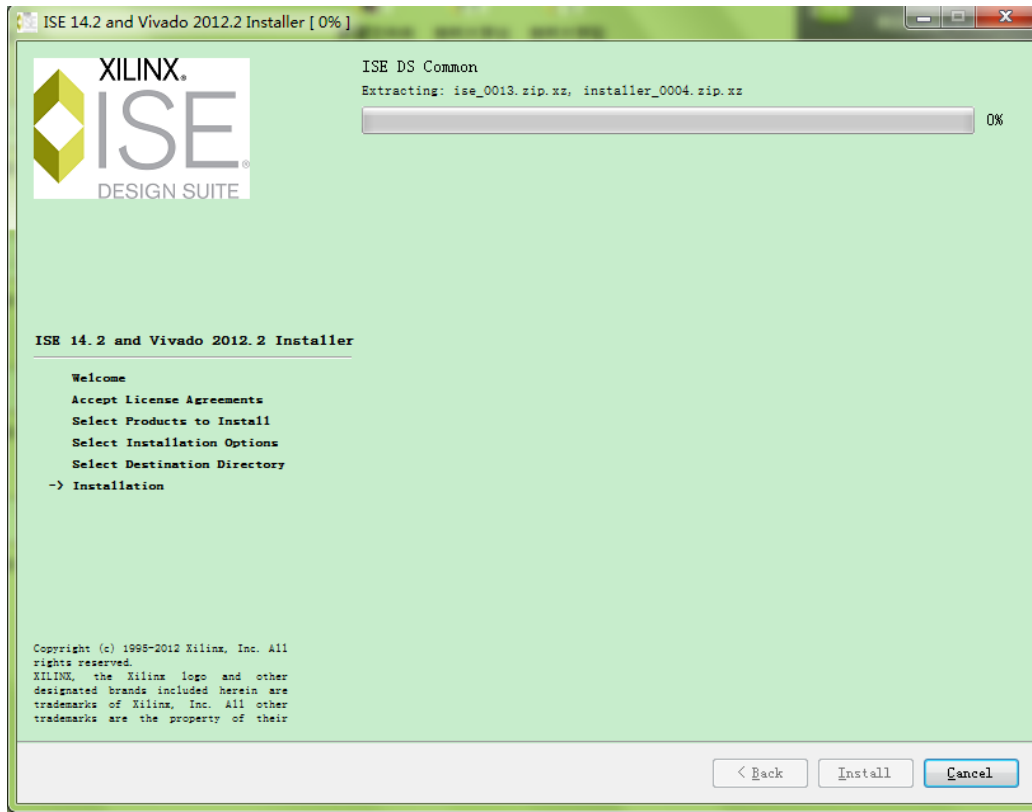 ISE 14.2 and Vivado 2012.2 Installer [ 0% ]
XILINX®
ISE®
DESIGN SUITE
ISE DS Common
Extracting: ise_0013.zip.xz, installer_0004.zip.xz
0%
ISE 14.2 and Vivado 2012.2 Installer
Welcome
Accept License Agreements
Select Products to Install
Select Installation Options
Select Destination Directory
-> Installation
Copyright (c) 1995-2012 Xilinx, Inc. All
rights reserved.
XILINX, the Xilinx logo and other
designated brands included herein are
trademarks of Xilinx, Inc. All other
trademarks are the property of their
< Back
Install
Cancel